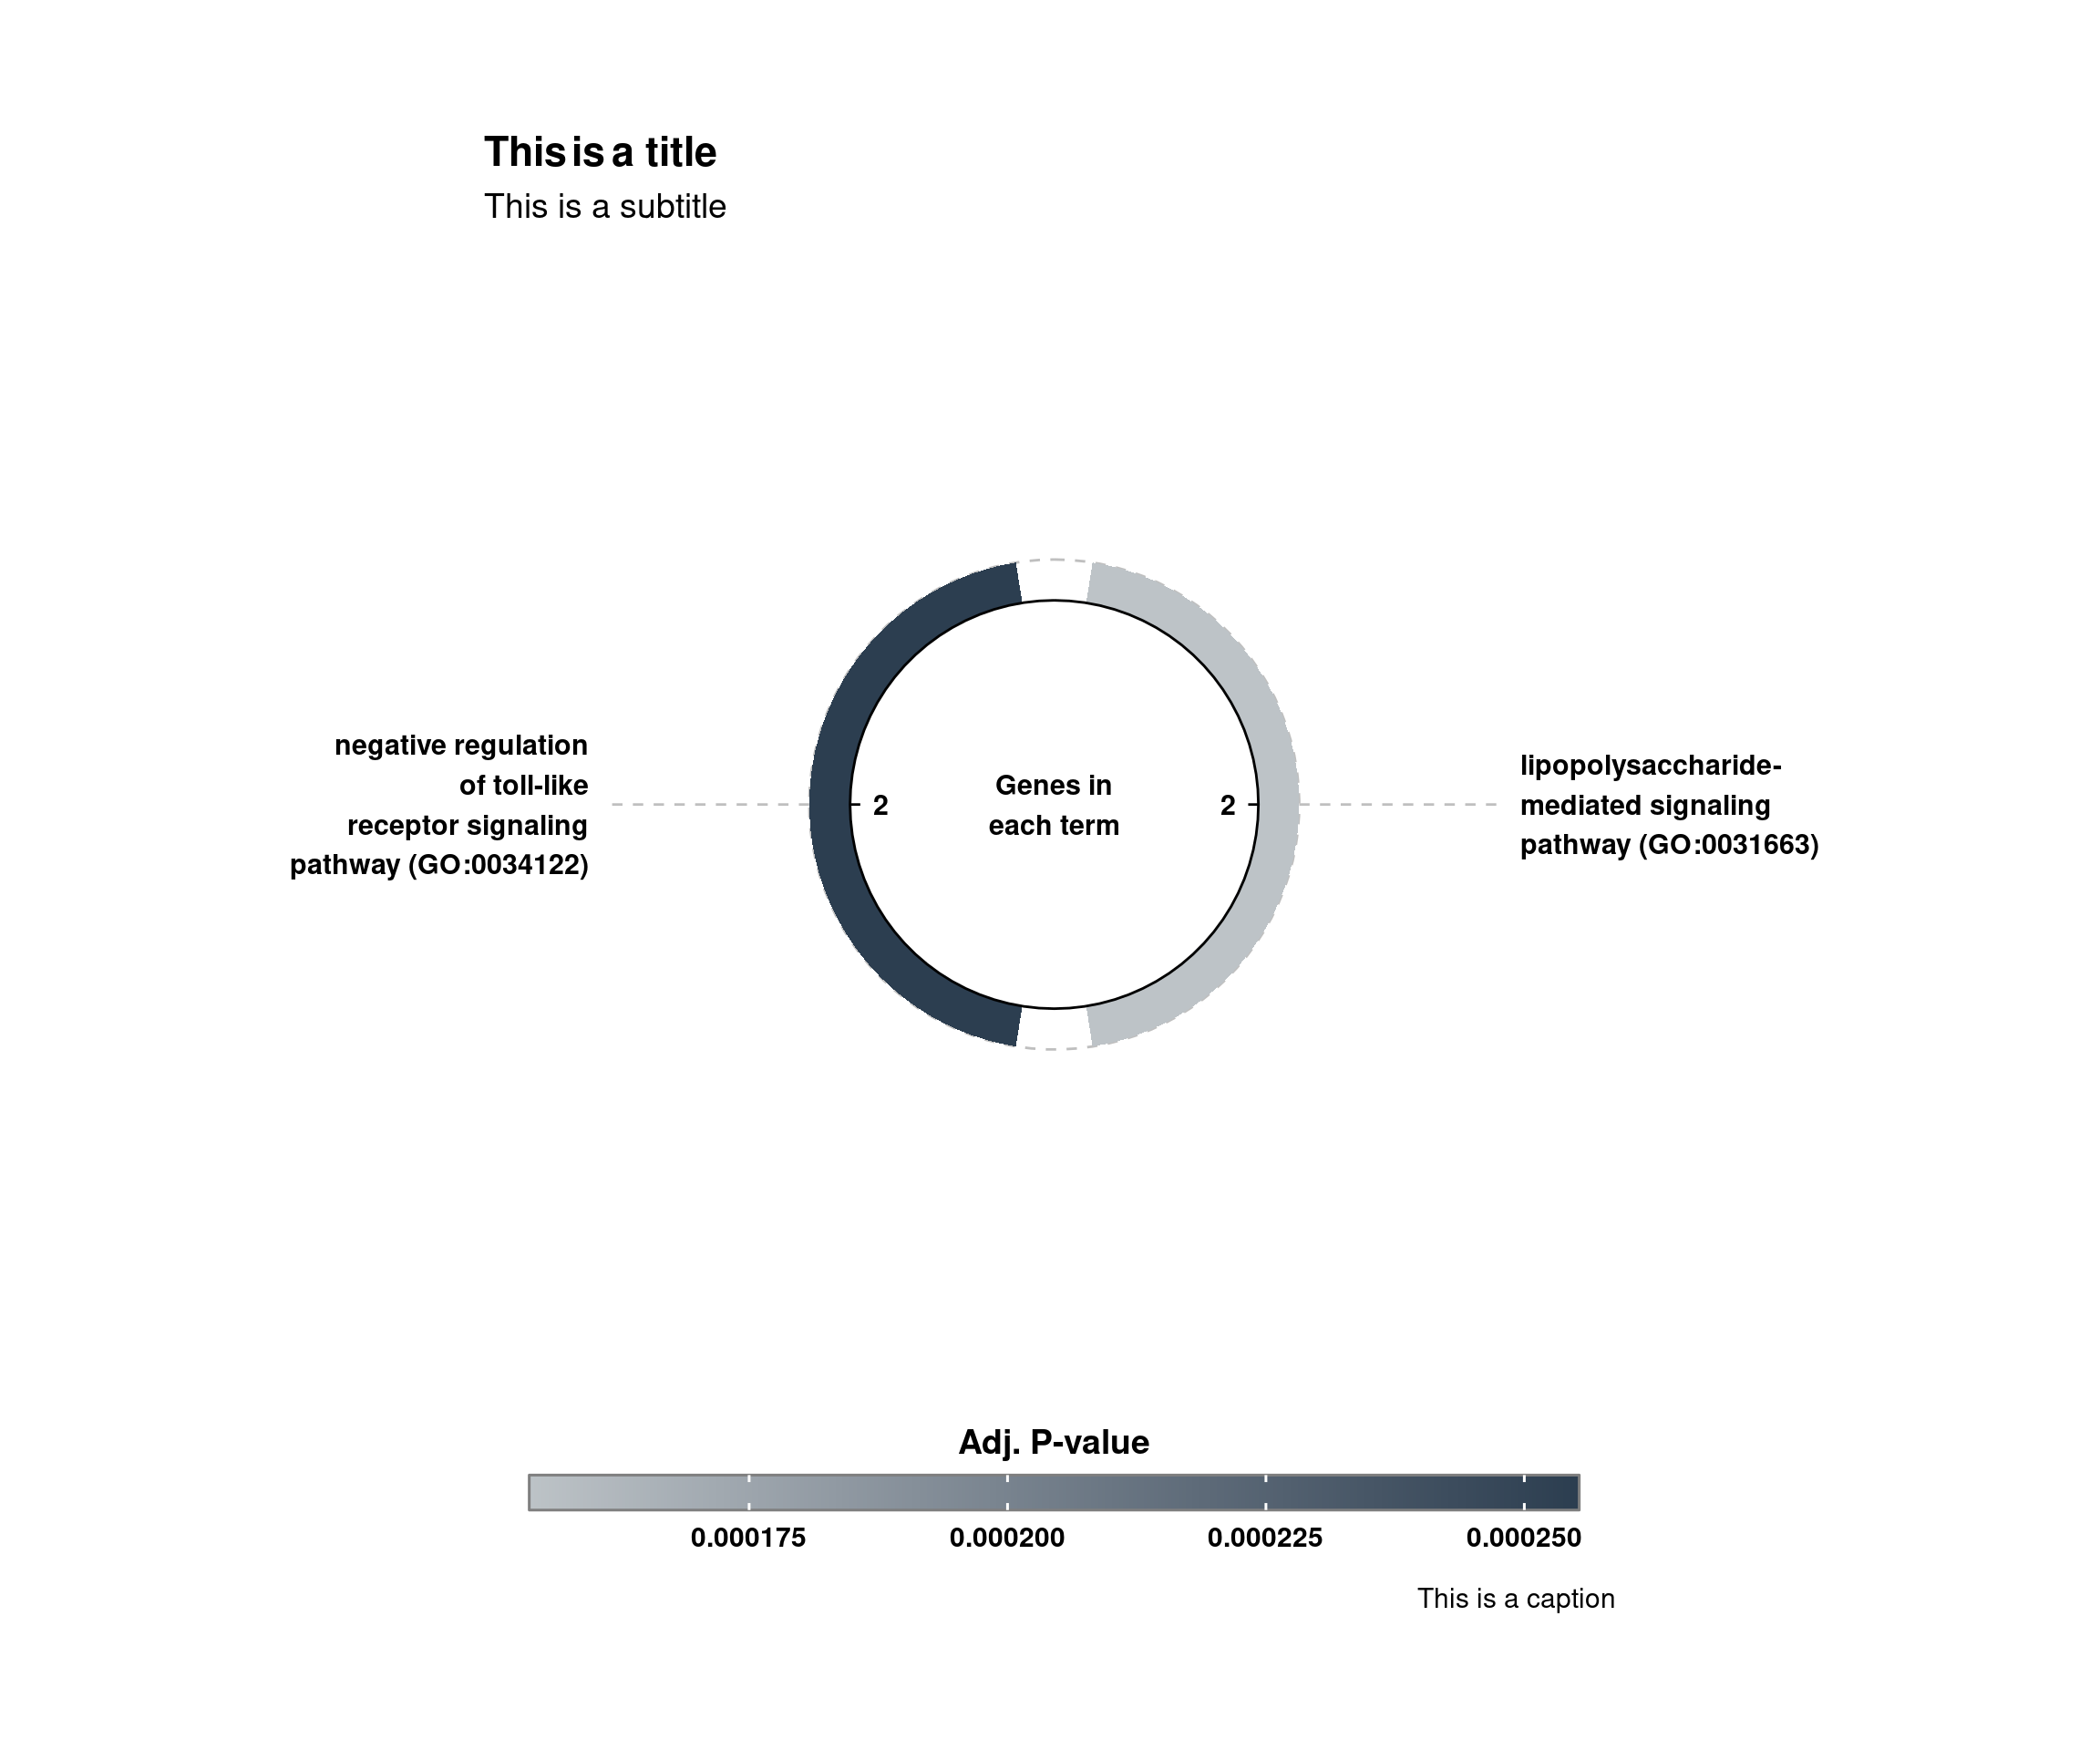 This is a title
This is a subtitle
negative regulation
of toll-like
receptor signaling
pathway (GO:0034122)
2
Genes in
each term
2
lipopolysaccharide-
mediated signaling
pathway (GO:0031663)
Adj. P-value
0.000175 0.000200 0.000225 0.000250
This is a caption